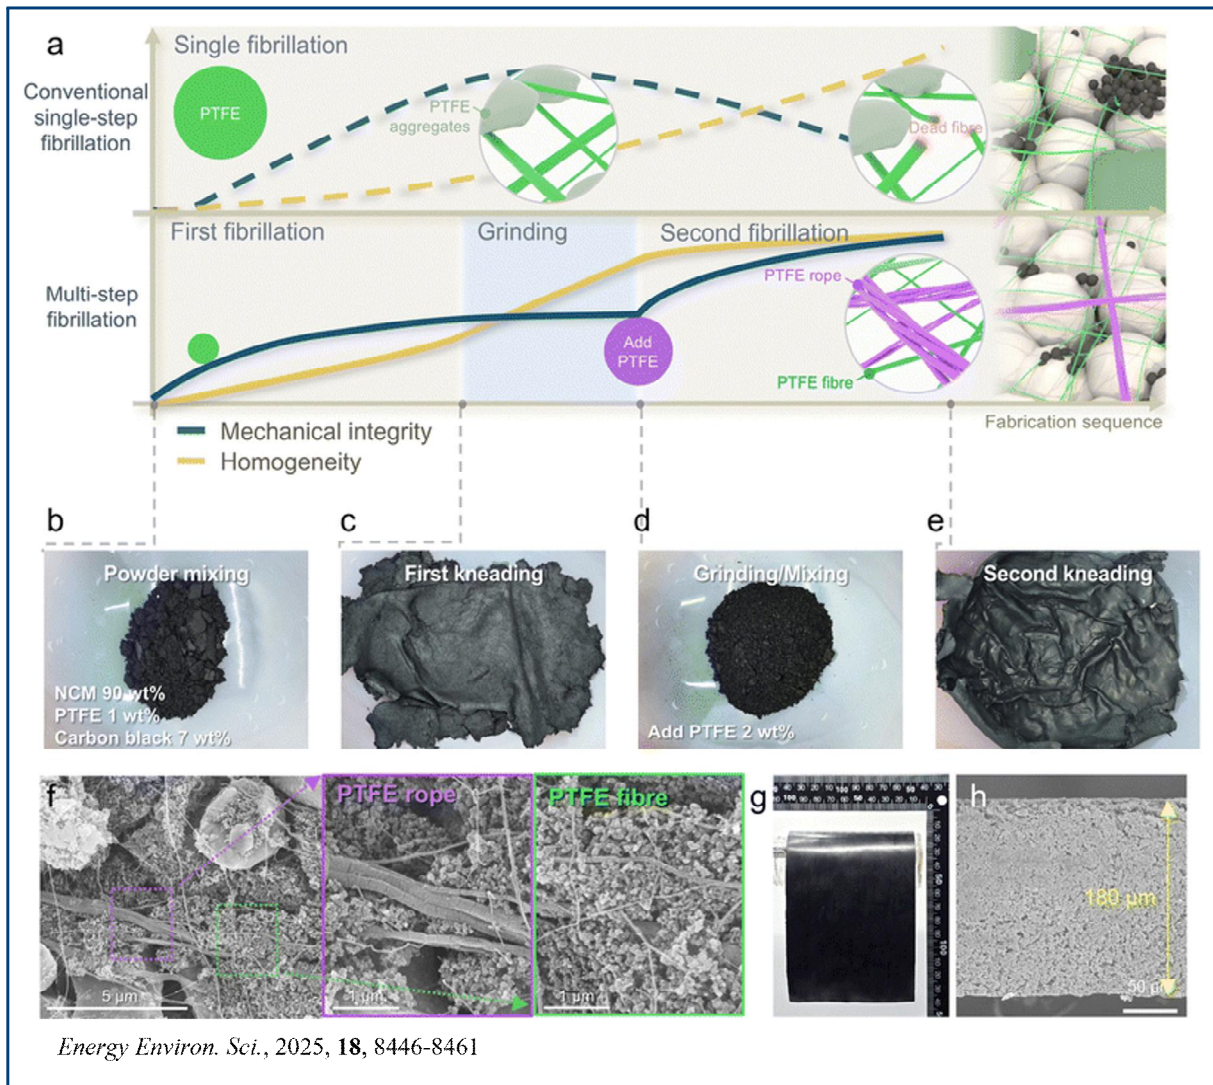 a
Single fibrillation
Conventional
single-step
fibrillation
PTFE
PTFE
aggregates
Dead fibre
First fibrillation
Grinding
Second fibrillation
Multi-step
fibrillation
PTFE rope
Add
PTFE
PTFE fibre
Fabrication sequence
Mechanical integrity
Homogeneity
b
Powder mixing
NCM 90 wt%
PTFE 1 wt%
Carbon black 7 wt%
c
First kneading
d
Grinding/Mixing
Add PTFE 2 wt%
e
Second kneading
f
5 µm
PTFE rope
1 µm
PTFE fibre
1 µm
g
h
180 µm
Energy Environ. Sci., 2025, 18, 8446-8461